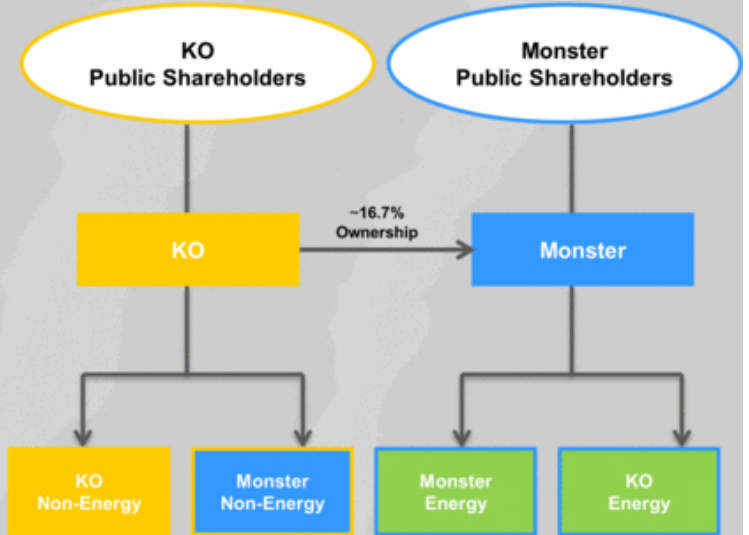 KO
Public Shareholders
Monster
Public Shareholders
~16.7%
Ownership
KO
Monster
KO
Non-Energy
Monster
Non-Energy
Monster
Energy
KO
Energy